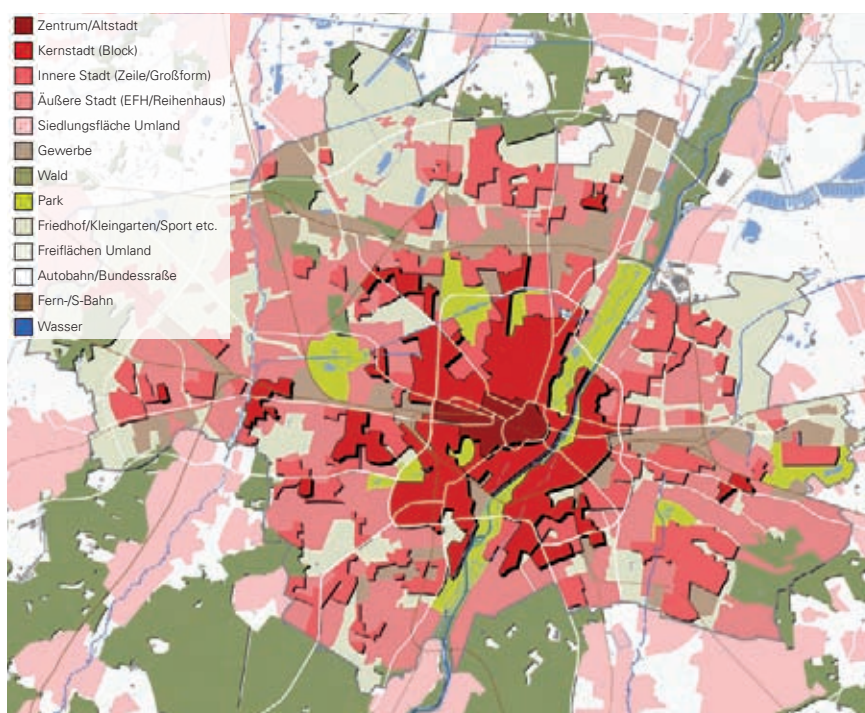 Zentrum/Altstadt
Kernstadt (Block)
Innere Stadt (Zeile/Großform)
Äußere Stadt (EFH/Reihenhaus)
Siedlungsfläche Umland
Gewerbe
Wald
Park
Friedhof/Kleingarten/Sport etc.
Freiflächen Umland
Autobahn/Bundessraße
Fern-/S-Bahn
Wasser